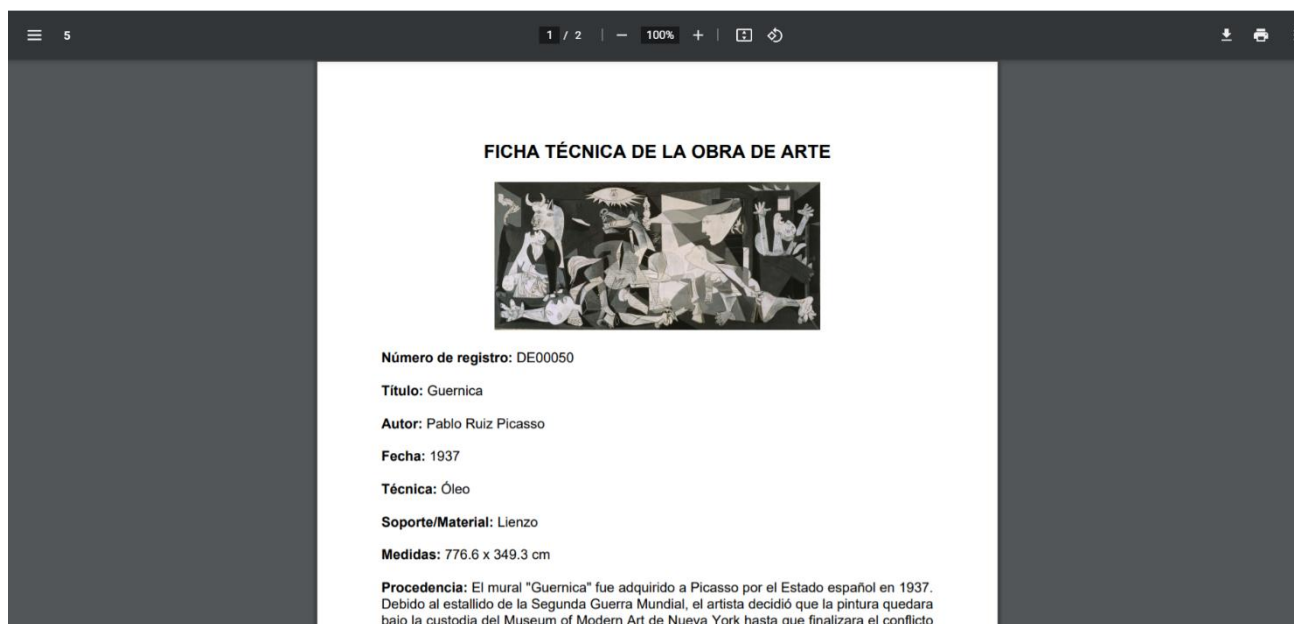 5
1 / 2 | — 100% + |
FICHA TÉCNICA DE LA OBRA DE ARTE
Número de registro: DE00050
Título: Guernica
Autor: Pablo Ruiz Picasso
Fecha: 1937
Técnica: Óleo
Soporte/Material: Lienzo
Medidas: 776.6 x 349.3 cm
Procedencia: El mural "Guernica" fue adquirido a Picasso por el Estado español en 1937.
Debido al estallido de la Segunda Guerra Mundial, el artista decidió que la pintura quedara
bajo la custodia del Museum of Modern Art de Nueva York hasta que finalizara el conflicto